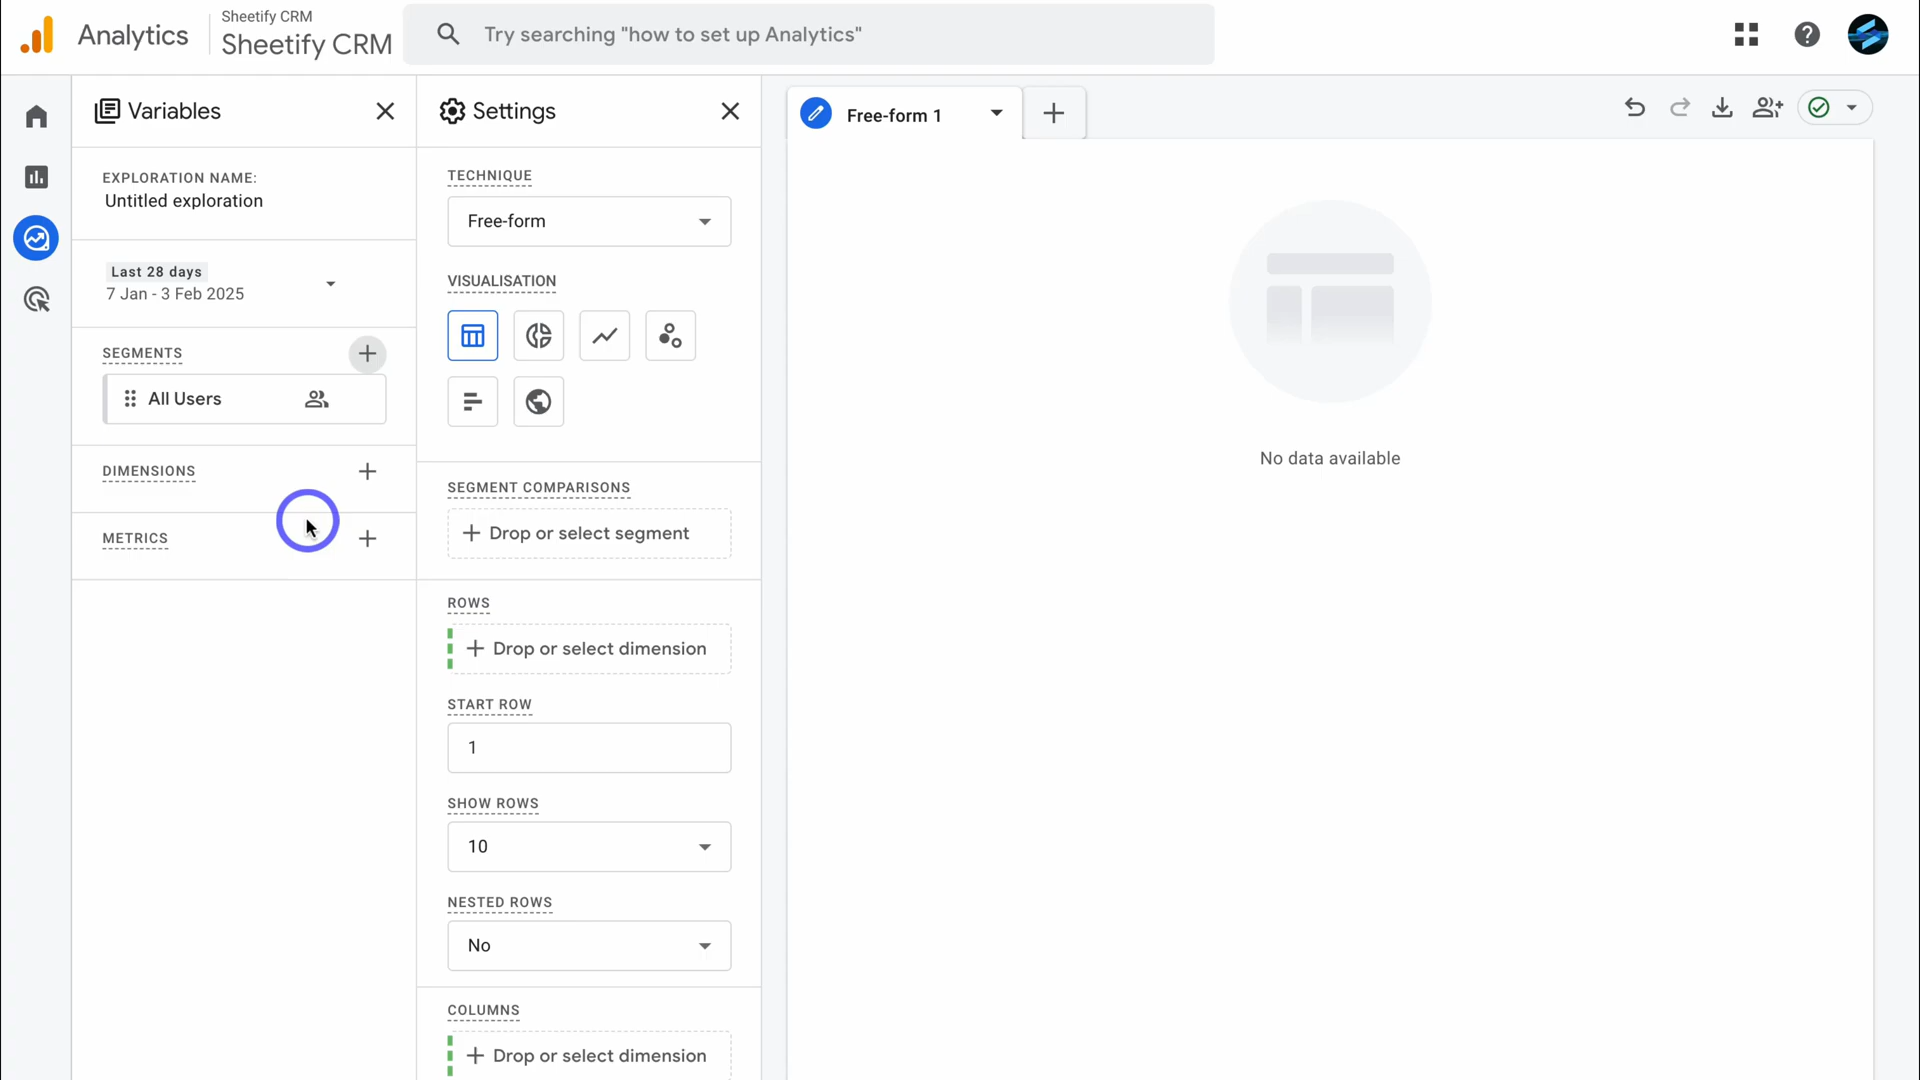 Analytics
Sheetify CRM
Sheetify CRM
Try searching "how to set up Analytics"
Variables
EXPLORATION NAME:
Untitled exploration
Last 28 days
7 Jan - 3 Feb 2025
SEGMENTS
All Users
DIMENSIONS
METRICS
Settings
TECHNIQUE
Free-form
VISUALISATION
SEGMENT COMPARISONS
Drop or select segment
ROWS
Drop or select dimension
START ROW
1
SHOW ROWS
10
NESTED ROWS
No
COLUMNS
Drop or select dimension
Free-form 1
No data available